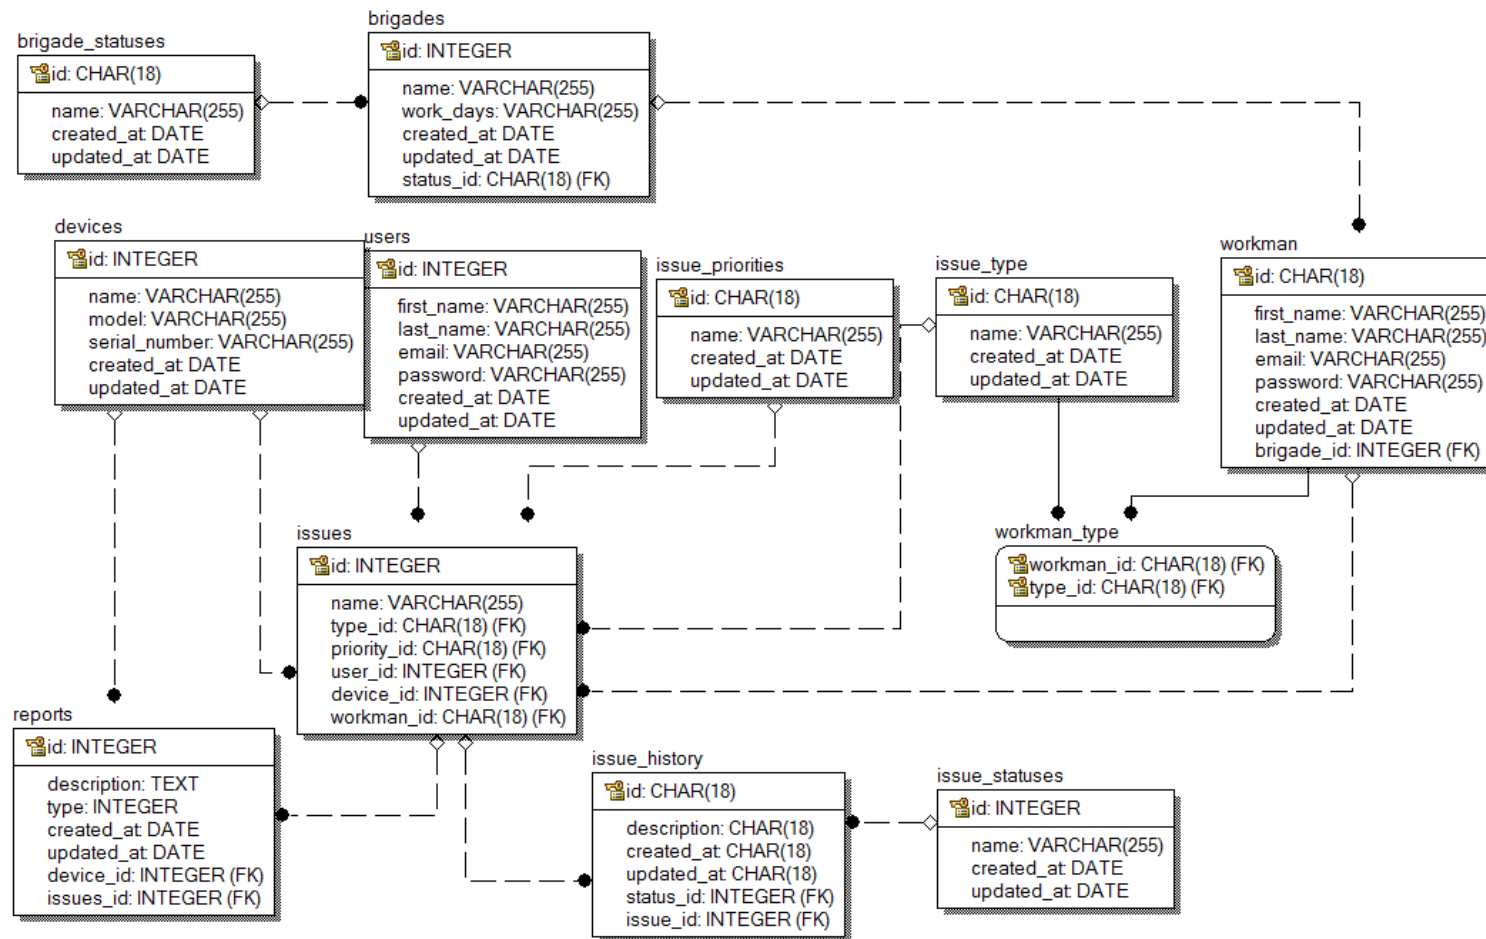 brigade_statuses
id: CHAR(18)
name: VARCHAR(255)
created_at: DATE
updated_at: DATE
brigades
id: INTEGER
name: VARCHAR(255)
work_days: VARCHAR(255)
created_at: DATE
updated_at: DATE
status_id: CHAR(18) (FK)
devices
id: INTEGER
name: VARCHAR(255)
model: VARCHAR(255)
serial_number: VARCHAR(255)
created_at: DATE
updated_at: DATE
users
id: INTEGER
first_name: VARCHAR(255)
last_name: VARCHAR(255)
email: VARCHAR(255)
password: VARCHAR(255)
created_at: DATE
updated_at: DATE
issue_priorities
id: CHAR(18)
name: VARCHAR(255)
created_at: DATE
updated_at: DATE
issue_type
id: CHAR(18)
name: VARCHAR(255)
created_at: DATE
updated_at: DATE
workman
id: CHAR(18)
first_name: VARCHAR(255)
last_name: VARCHAR(255)
email: VARCHAR(255)
password: VARCHAR(255)
created_at: DATE
updated_at: DATE
brigade_id: INTEGER (FK)
issues
id: INTEGER
name: VARCHAR(255)
type_id: CHAR(18) (FK)
priority_id: CHAR(18) (FK)
user_id: INTEGER (FK)
device_id: INTEGER (FK)
workman_id: CHAR(18) (FK)
workman_type
workman_id: CHAR(18) (FK)
type_id: CHAR(18) (FK)
reports
id: INTEGER
description: TEXT
type: INTEGER
created_at: DATE
updated_at: DATE
device_id: INTEGER (FK)
issues_id: INTEGER (FK)
issue_history
id: CHAR(18)
description: CHAR(18)
created_at: CHAR(18)
updated_at: CHAR(18)
status_id: INTEGER (FK)
issue_id: INTEGER (FK)
issue_statuses
id: INTEGER
name: VARCHAR(255)
created_at: DATE
updated_at: DATE